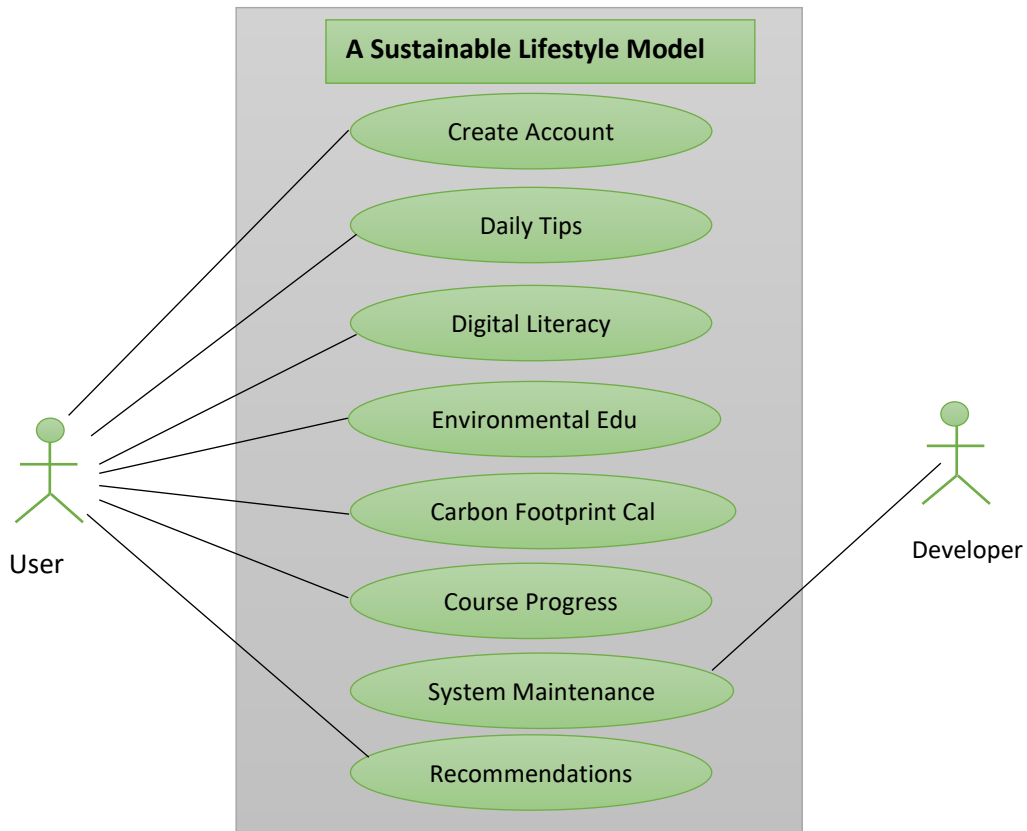 A Sustainable Lifestyle Model
Create Account
Daily Tips
Digital Literacy
Environmental Edu
Carbon Footprint Cal
Course Progress
System Maintenance
Recommendations
User
Developer